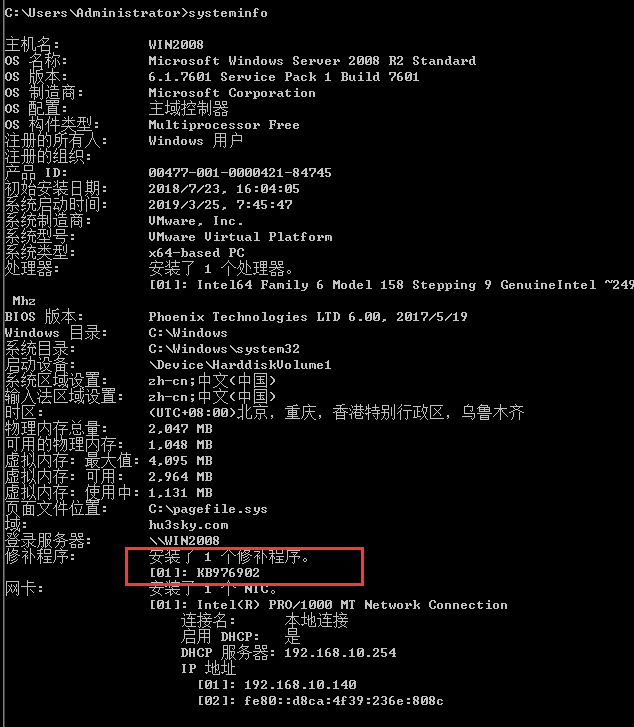 C:\Users\Administrator>systeminfo
主机名: WIN2008
OS 名称: Microsoft Windows Server 2008 R2 Standard
OS 版本: 6.1.7601 Service Pack 1 Build 7601
OS 制造商: Microsoft Corporation
OS 配置: 主域控制器
OS 构件类型: Multiprocessor Free
注册的所有人: Windows 用户
注册的组织:
产品 ID: 00477-001-0000421-84745
初始安装日期: 2018/7/23, 16:04:05
系统启动时间: 2019/3/25, 7:45:47
系统制造商: VMware, Inc.
系统型号: VMware Virtual Platform
系统类型: x64-based PC
处理器: 安装了 1 个处理器。
[01]: Intel64 Family 6 Model 158 Stepping 9 GenuineIntel ~249
Mhz
BIOS 版本: Phoenix Technologies LTD 6.00, 2017/5/19
Windows 目录: C:\Windows
系统目录: C:\Windows\system32
启动设备: \Device\HarddiskVolume1
系统区域设置: zh-cn;中文(中国)
输入法区域设置: zh-cn;中文(中国)
时区: (UTC+08:00)北京，重庆，香港特别行政区，乌鲁木齐
物理内存总量: 2,047 MB
可用的物理内存: 1,048 MB
虚拟内存: 最大值: 4,095 MB
虚拟内存: 可用: 2,964 MB
虚拟内存: 使用中: 1,131 MB
页面文件位置: C:\pagefile.sys
域: hu3sky.com
登录服务器: \\WIN2008
修补程序: 安装了 1 个修补程序。
[01]: KB976902
网卡: 安装了 1 个 NIC。
[01]: Intel(R) PRO/1000 MT Network Connection
连接名: 本地连接
启用 DHCP: 是
DHCP 服务器: 192.168.10.254
IP 地址
[01]: 192.168.10.140
[02]: fe80::d8ca:4f39:236e:808c